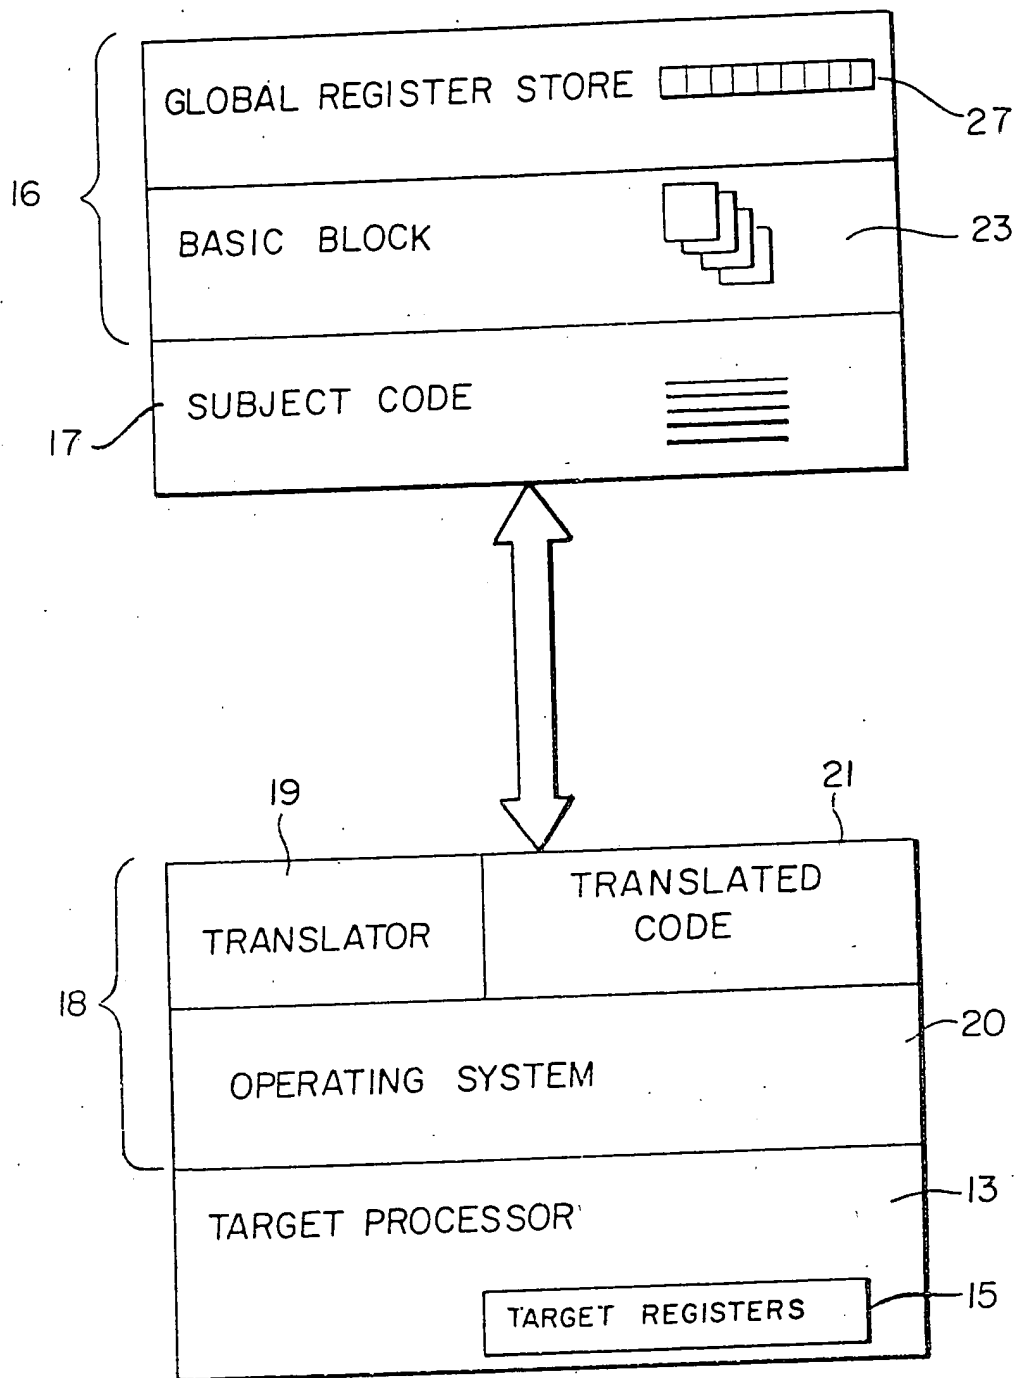 GLOBAL REGISTER STORE
27
16
BASIC BLOCK
23
SUBJECT CODE
17
19
21
TRANSLATOR
TRANSLATED
CODE
18
20
OPERATING SYSTEM
13
TARGET PROCESSOR
15
TARGET REGISTERS